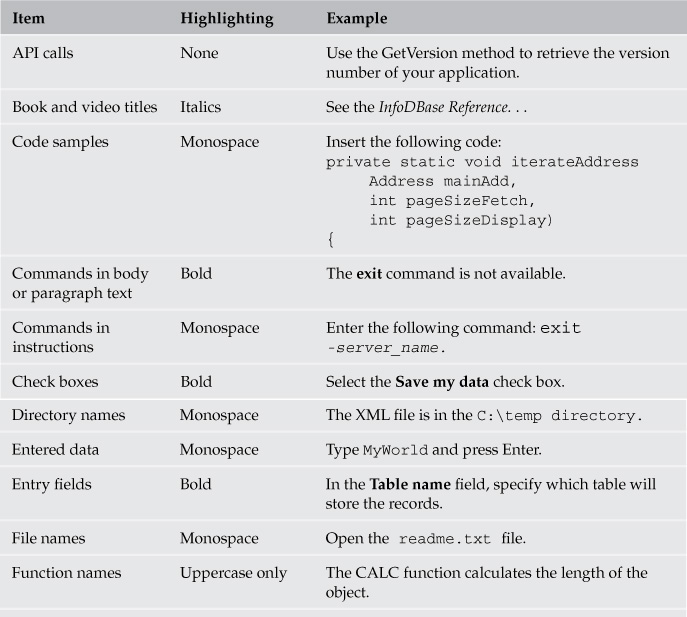 Item Highlighting Example
API calls None Use the GetVersion method to retrieve the version
number of your application.
Book and video titles Italics See the InfoDBase Reference. . .
Code samples Monospace Insert the following code:
private static void iterateAddress
Address mainAdd,
int pageSizeFetch,
int pageSizeDisplay)
{
Commands in body Bold The exit command is not available.
or paragraph text
Commands in Monospace Enter the following command: exit
instructions -server_name.
Check boxes Bold Select the Save my data check box.
Directory names Monospace The XML file is in the C:\temp directory.
Entered data Monospace Type MyWorld and press Enter.
Entry fields Bold In the Table name field, specify which table will
store the records.
File names Monospace Open the readme.txt file.
Function names Uppercase only The CALC function calculates the length of the
object.